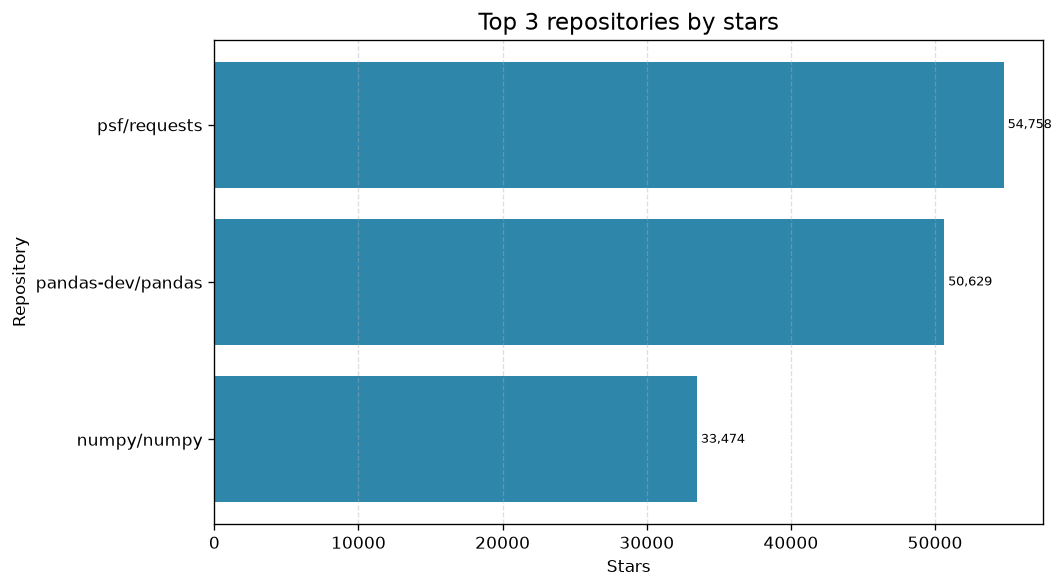 Top 3 repositories by stars
Repository
psf/requests
54,758
pandas-dev/pandas
50,629
numpy/numpy
33,474
0 10000 20000 30000 40000 50000
Stars